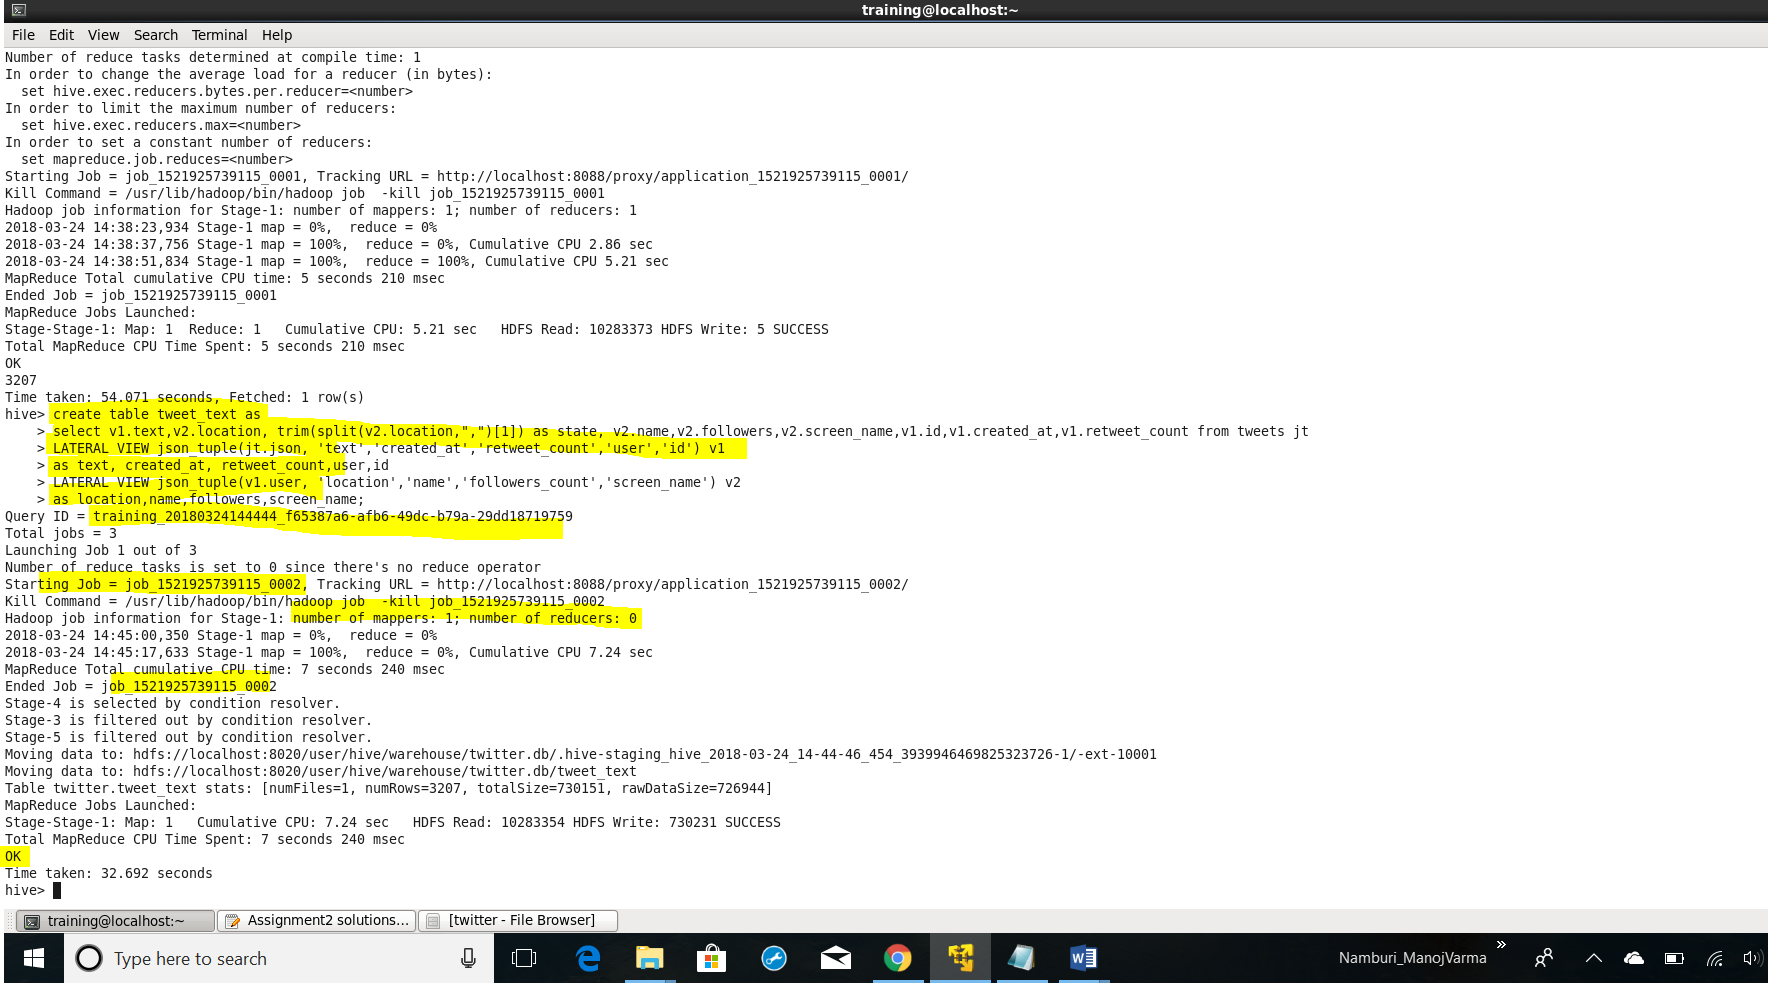 training@localhost:~
File Edit View Search Terminal Help
Number of reduce tasks determined at compile time: 1
In order to change the average load for a reducer (in bytes):
  set hive.exec.reducers.bytes.per.reducer=<number>
In order to limit the maximum number of reducers:
  set hive.exec.reducers.max=<number>
In order to set a constant number of reducers:
  set mapreduce.job.reduces=<number>
Starting Job = job_1521925739115_0001, Tracking URL = http://localhost:8088/proxy/application_1521925739115_0001/
Kill Command = /usr/lib/hadoop/bin/hadoop job  -kill job_1521925739115_0001
Hadoop job information for Stage-1: number of mappers: 1; number of reducers: 1
2018-03-24 14:38:23,934 Stage-1 map = 0%,  reduce = 0%
2018-03-24 14:38:37,756 Stage-1 map = 100%,  reduce = 0%, Cumulative CPU 2.86 sec
2018-03-24 14:38:51,834 Stage-1 map = 100%,  reduce = 100%, Cumulative CPU 5.21 sec
MapReduce Total cumulative CPU time: 5 seconds 210 msec
Ended Job = job_1521925739115_0001
MapReduce Jobs Launched:
Stage-Stage-1: Map: 1  Reduce: 1   Cumulative CPU: 5.21 sec   HDFS Read: 10283373 HDFS Write: 5 SUCCESS
Total MapReduce CPU Time Spent: 5 seconds 210 msec
OK
3207
Time taken: 54.071 seconds, Fetched: 1 row(s)
hive> create table tweet_text as
    > select v1.text,v2.location, trim(split(v2.location,",")[1]) as state, v2.name,v2.followers,v2.screen_name,v1.id,v1.created_at,v1.retweet_count from tweets jt
    > LATERAL VIEW json_tuple(jt.json, 'text','created_at','retweet_count','user','id') v1
    > as text, created_at, retweet_count,user,id
    > LATERAL VIEW json_tuple(v1.user, 'location','name','followers_count','screen_name') v2
    > as location,name,followers,screen_name;
Query ID = training_20180324144444_f65387a6-afb6-49dc-b79a-29dd18719759
Total jobs = 3
Launching Job 1 out of 3
Number of reduce tasks is set to 0 since there's no reduce operator
Starting Job = job_1521925739115_0002, Tracking URL = http://localhost:8088/proxy/application_1521925739115_0002/
Kill Command = /usr/lib/hadoop/bin/hadoop job  -kill job_1521925739115_0002
Hadoop job information for Stage-1: number of mappers: 1; number of reducers: 0
2018-03-24 14:45:00,350 Stage-1 map = 0%,  reduce = 0%
2018-03-24 14:45:17,633 Stage-1 map = 100%,  reduce = 0%, Cumulative CPU 7.24 sec
MapReduce Total cumulative CPU time: 7 seconds 240 msec
Ended Job = job_1521925739115_0002
Stage-4 is selected by condition resolver.
Stage-3 is filtered out by condition resolver.
Stage-5 is filtered out by condition resolver.
Moving data to: hdfs://localhost:8020/user/hive/warehouse/twitter.db/.hive-staging_hive_2018-03-24_14-44-46_454_3939946469825323726-1/-ext-10001
Moving data to: hdfs://localhost:8020/user/hive/warehouse/twitter.db/tweet_text
Table twitter.tweet_text stats: [numFiles=1, numRows=3207, totalSize=730151, rawDataSize=726944]
MapReduce Jobs Launched:
Stage-Stage-1: Map: 1   Cumulative CPU: 7.24 sec   HDFS Read: 10283354 HDFS Write: 730231 SUCCESS
Total MapReduce CPU Time Spent: 7 seconds 240 msec
OK
Time taken: 32.692 seconds
hive>
training@localhost:~ Assignment2 solutions... [twitter - File Browser]
Type here to search Namburi_ManojVarma